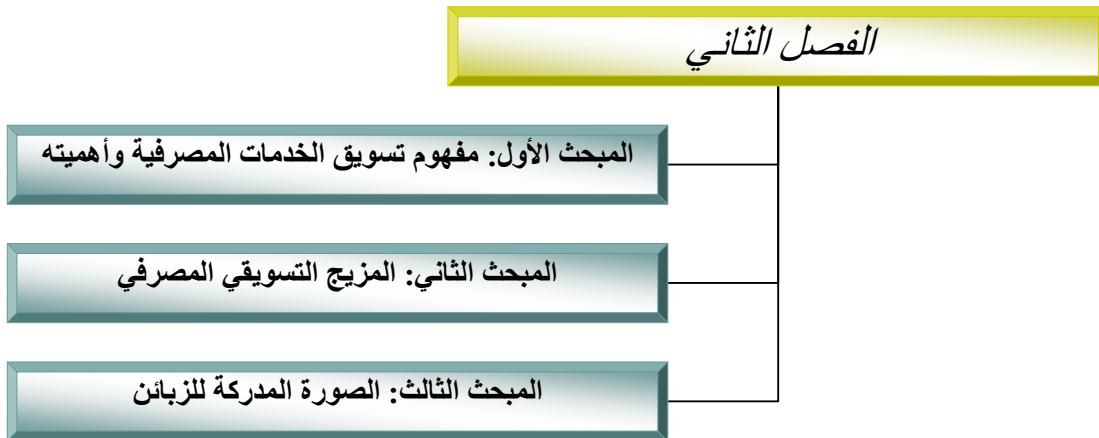 الفصل الثاني
المبحث الأول: مفهوم تسويق الخدمات المصرفية وأهميته
المبحث الثاني: المزيج التسويقي المصرفي
المبحث الثالث: الصورة المدركة للزبائن